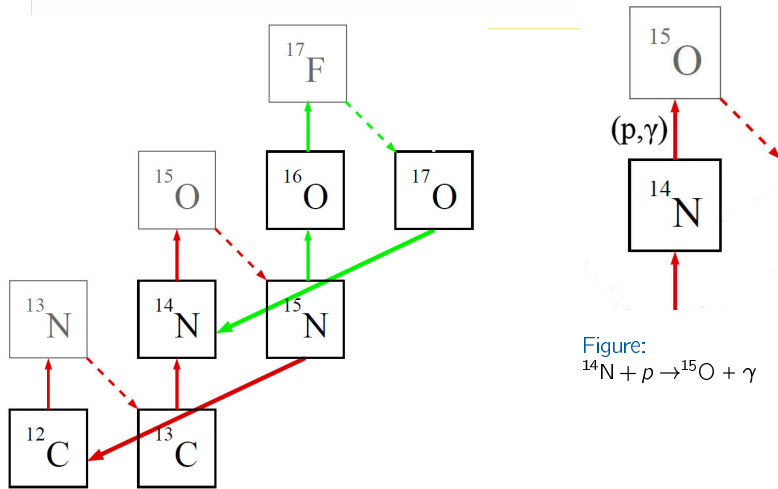 ¹⁷F
¹⁵O
¹⁶O
¹⁷O
¹³N
¹⁴N
¹⁵N
¹²C
¹³C
¹⁵O
(p,γ)
¹⁴N
Figure:
¹⁴N + p →¹⁵O + γ